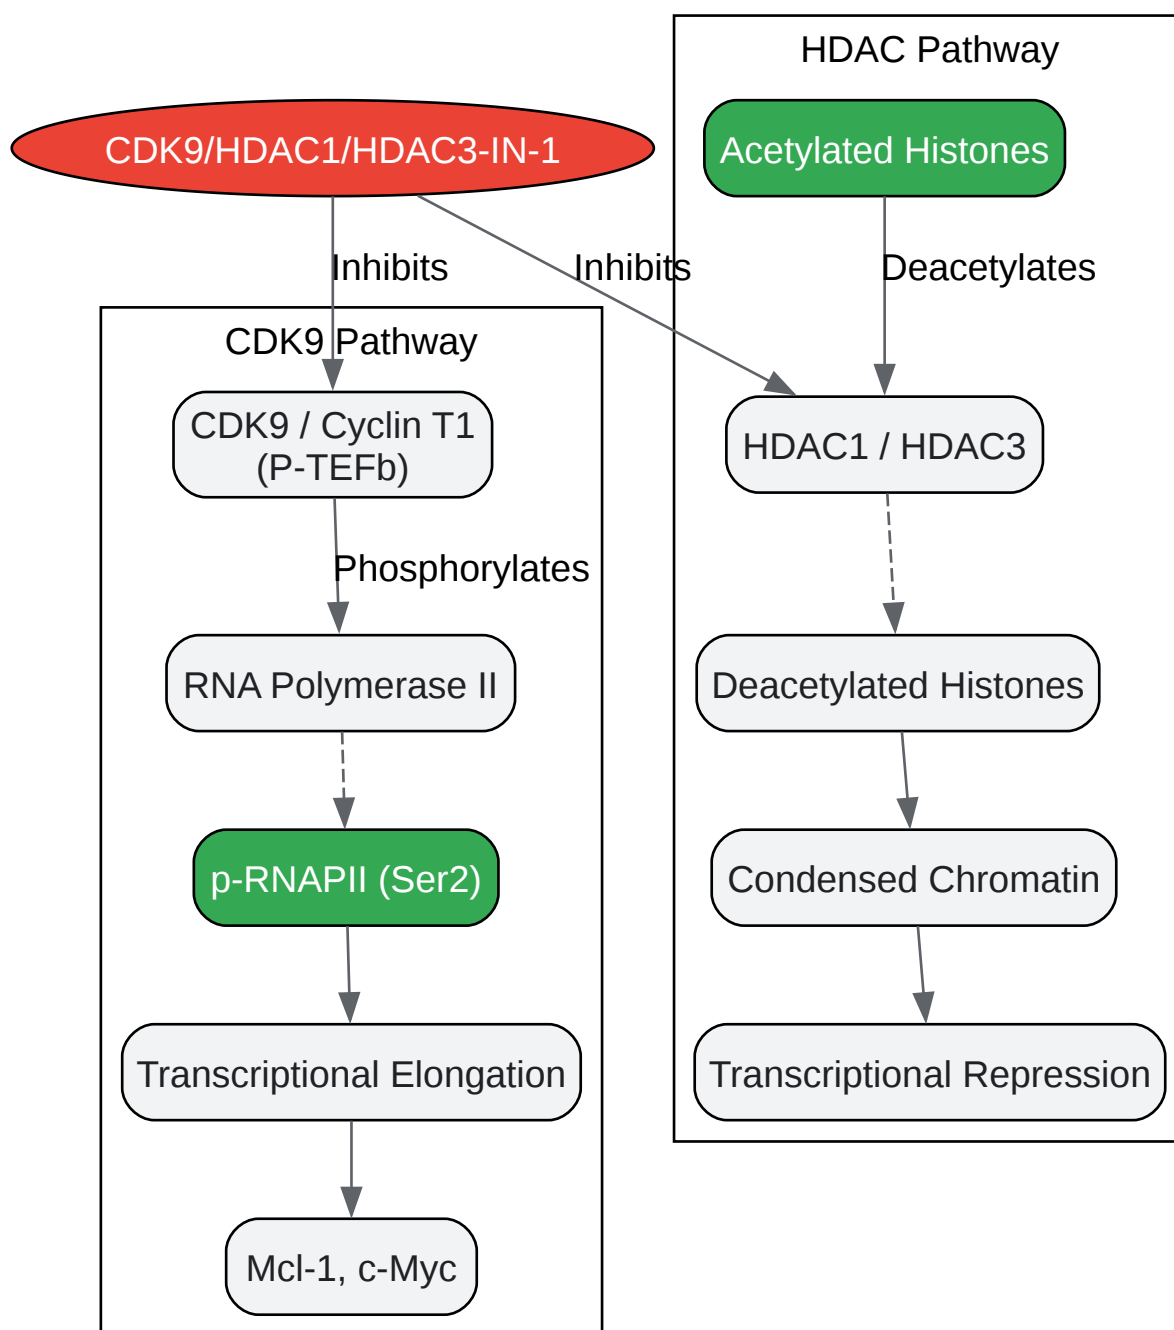 HDAC Pathway
CDK9/HDAC1/HDAC3-IN-1
Acetylated Histones
Inhibits
Inhibits
Deacetylates
CDK9 Pathway
CDK9 / Cyclin T1
(P-TEFb)
HDAC1 / HDAC3
Phosphorylates
RNA Polymerase II
Deacetylated Histones
p-RNAPII (Ser2)
Condensed Chromatin
Transcriptional Elongation
Transcriptional Repression
Mcl-1, c-Myc